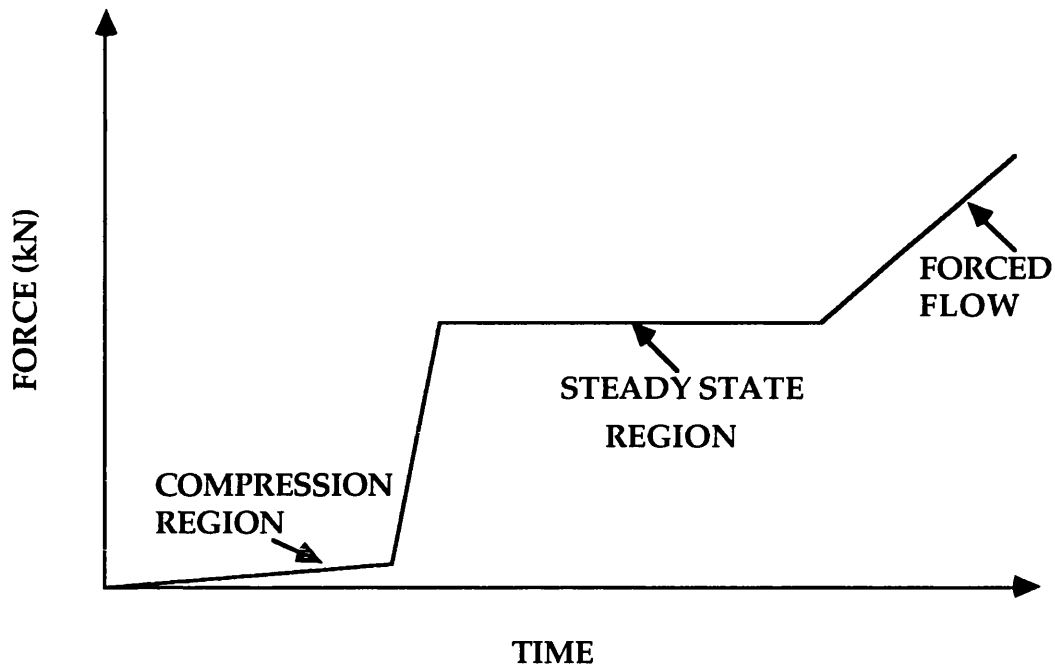 FORCE (kN)
FORCED
FLOW
STEADY STATE
REGION
COMPRESSION
REGION
TIME